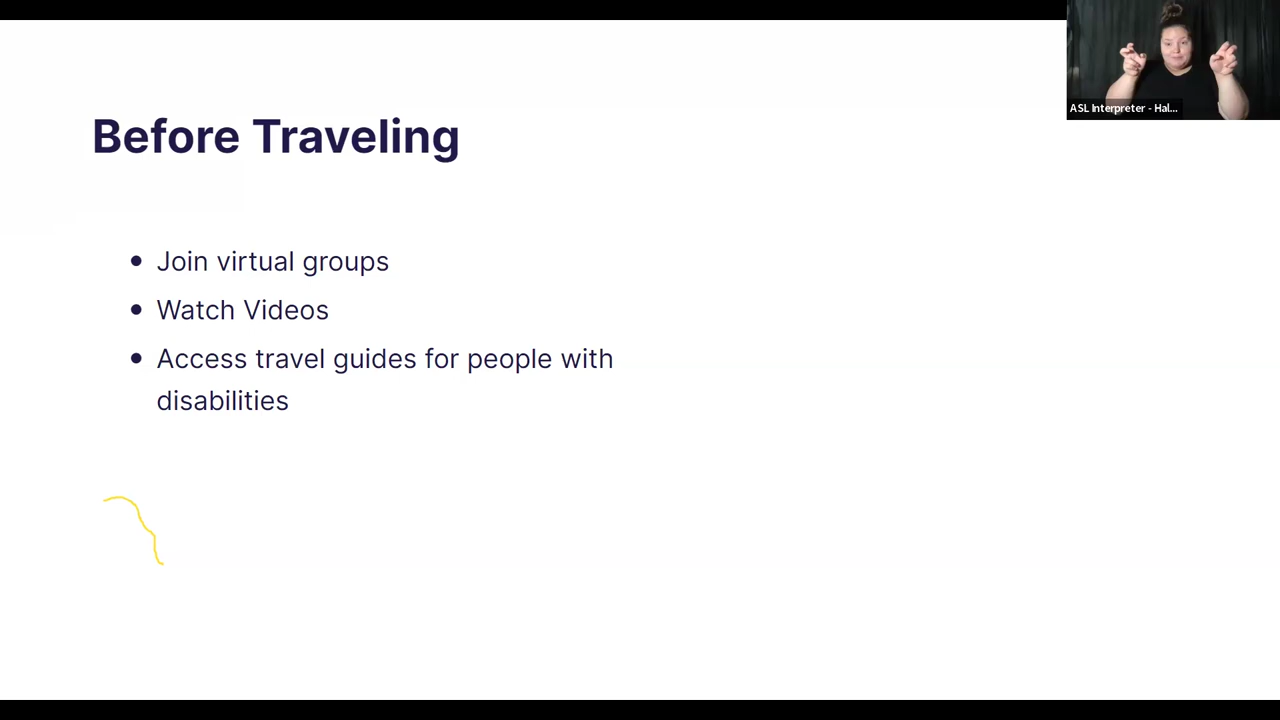 ASL Interpreter - Hal...
Before Traveling
• Join virtual groups
• Watch Videos
• Access travel guides for people with
disabilities